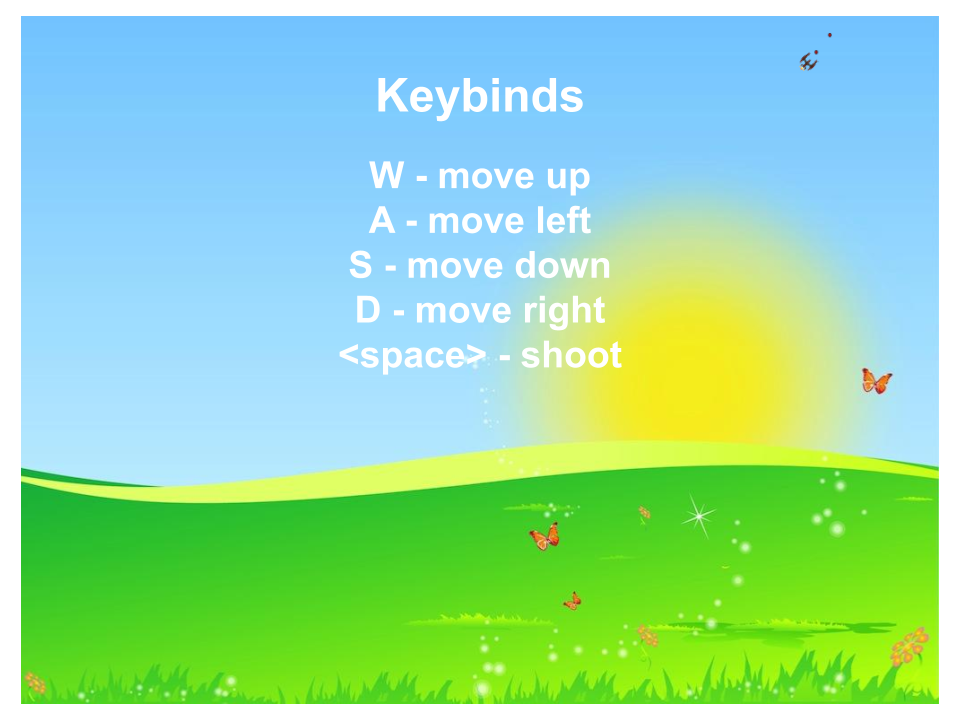 Keybinds
W - move up
A - move left
S - move down
D - move right
<space> - shoot